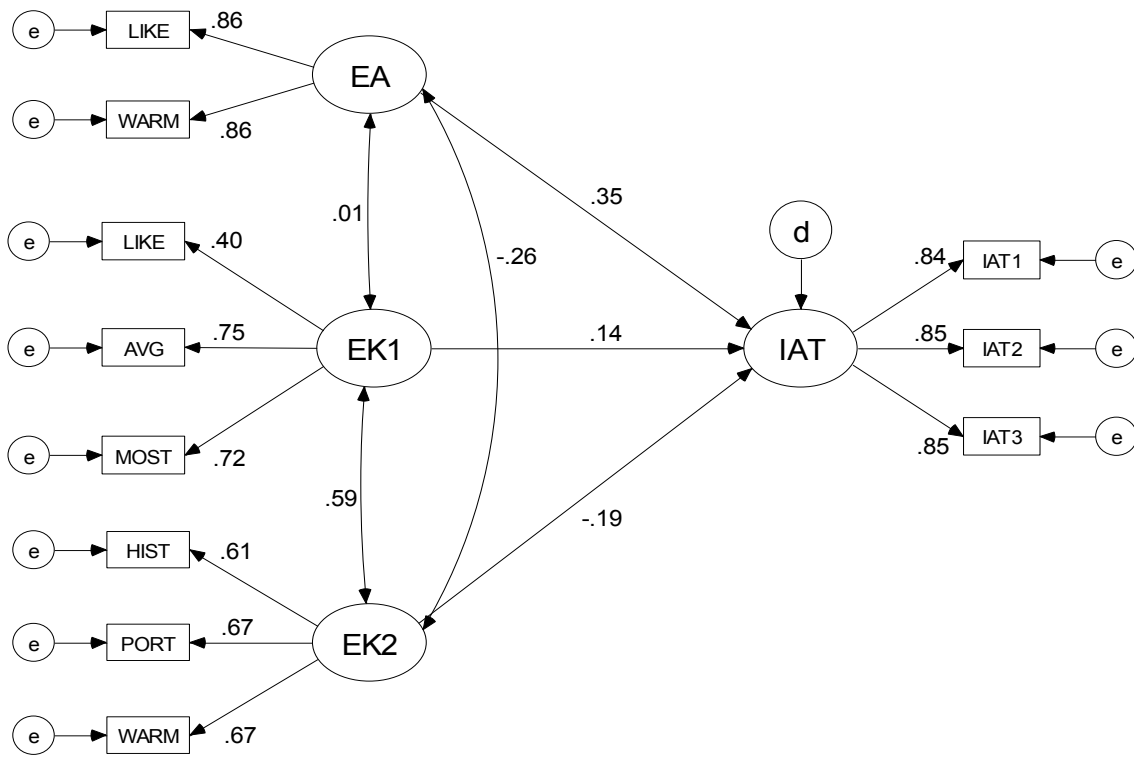 e
LIKE
.86
EA
e
WARM
.86
.35
.01
-.26
e
LIKE
.40
d
e
AVG
.75
EK1
.14
IAT
e
MOST
.72
.59
.84
IAT1
e
.85
IAT2
e
.85
IAT3
e
-.19
e
HIST
.61
e
PORT
.67
EK2
e
WARM
.67